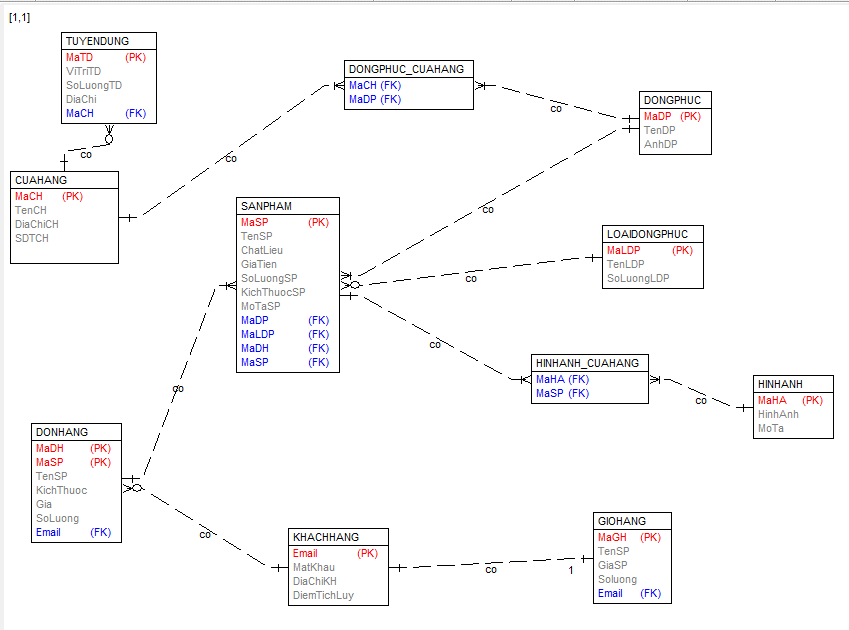 [1,1]
TUYENDUNG
MaTD (PK)
ViTriTD
SoLuongTD
DiaChi
MaCH (FK)
co
CUAHANG
MaCH (PK)
TenCH
DiaChiCH
SDTCH
co
DONGPHUC_CUAHANG
MaCH (FK)
MaDP (FK)
co
DONGPHUC
MaDP (PK)
TenDP
AnhDP
co
SANPHAM
MaSP (PK)
TenSP
ChatLieu
GiaTien
SoLuongSP
KichThuocSP
MoTaSP
MaDP (FK)
MaLDP (FK)
MaDH (FK)
MaSP (FK)
co
LOAIDONGPHUC
MaLDP (PK)
TenLDP
SoLuongLDP
co
HINHANH_CUAHANG
MaHA (FK)
MaSP (FK)
co
HINHANH
MaHA (PK)
HinhAnh
MoTa
co
DONHANG
MaDH (PK)
MaSP (PK)
TenSP
KichThuoc
Gia
SoLuong
Email (FK)
co
KHACHHANG
Email (PK)
MatKhau
DiaChiKH
DiemTichLuy
co
1
GIOHANG
MaGH (PK)
TenSP
GiaSP
Soluong
Email (FK)